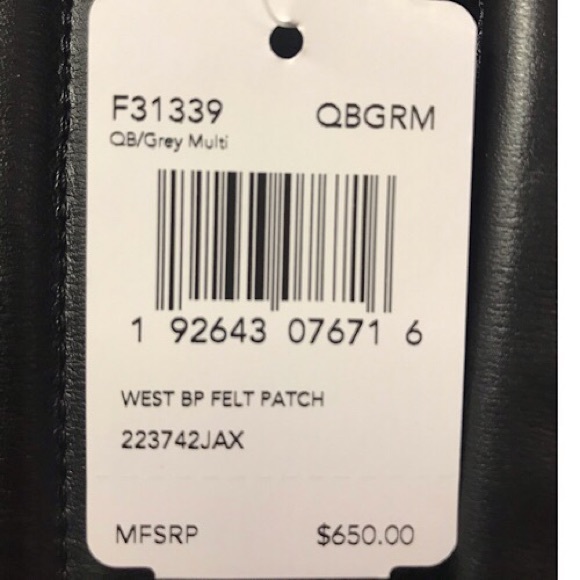 F31339 QBGRM
QB/Grey Multi
1 92643 07671 6
WEST BP FELT PATCH
223742JAX
MFSRP $650.00